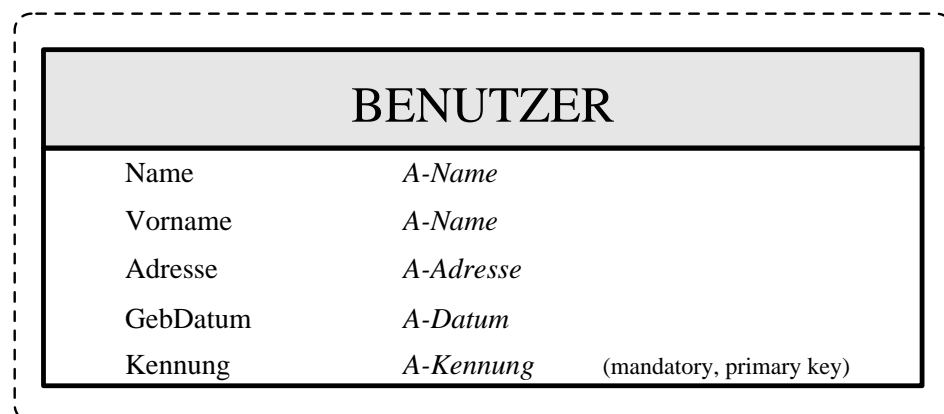 BENUTZER
Name A-Name
Vorname A-Name
Adresse A-Adresse
GebDatum A-Datum
Kennung A-Kennung (mandatory, primary key)